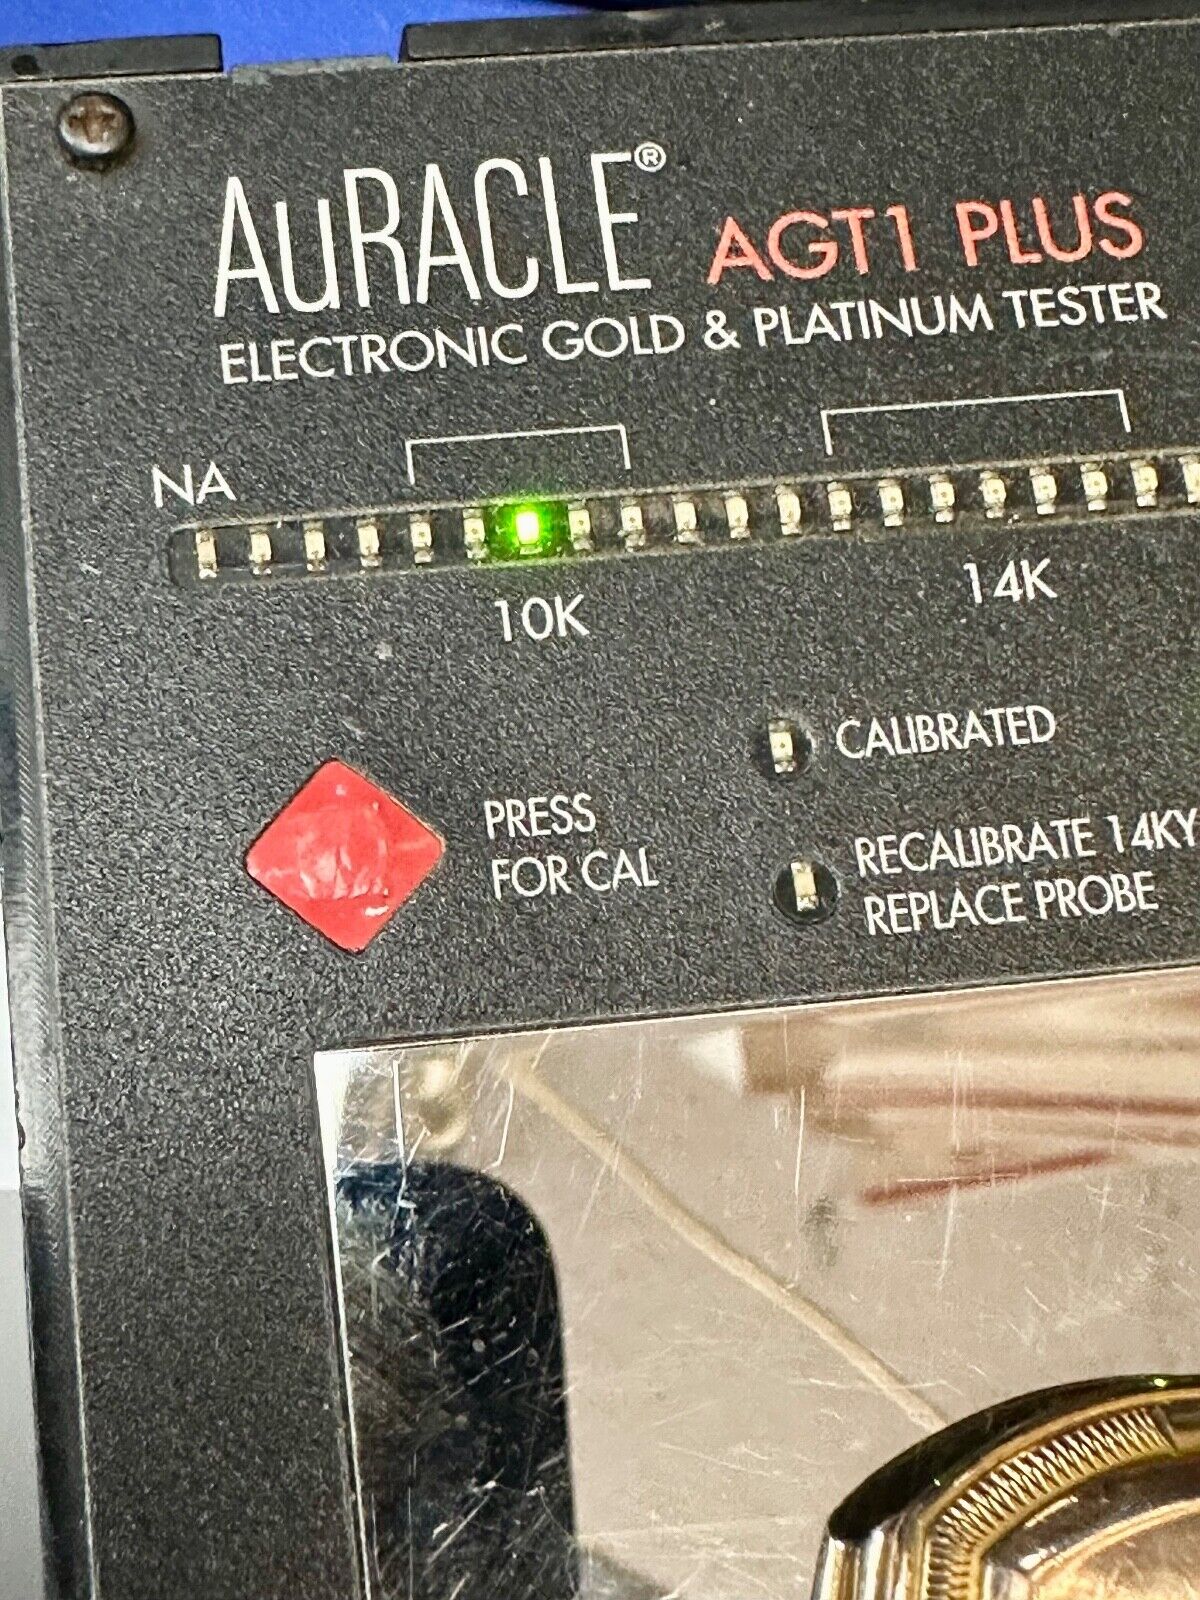 AuRACLE® AGT1 PLUS
ELECTRONIC GOLD & PLATINUM TESTER
NA
10K
14K
CALIBRATED
PRESS
FOR CAL
RECALIBRATE 14KY
REPLACE PROBE